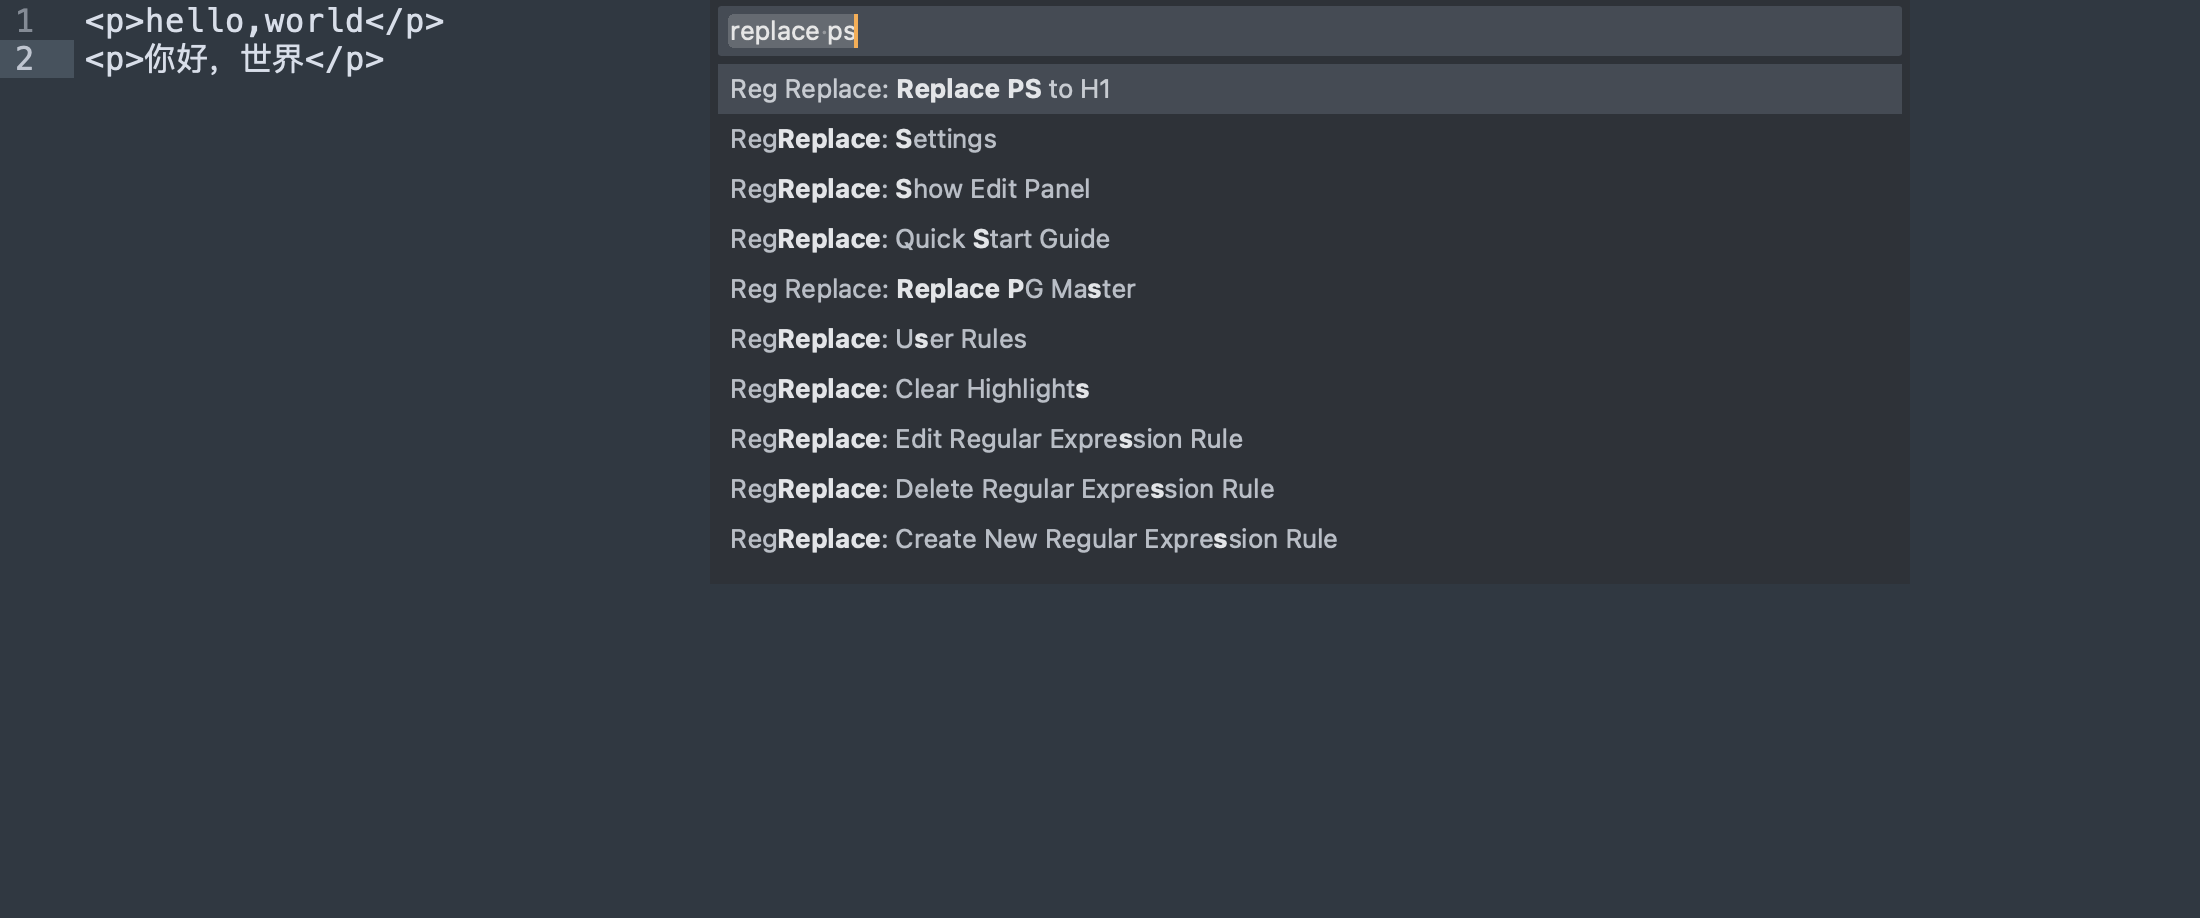 1 <p>hello,world</p>
2 <p>你好，世界</p>
replace ps
Reg Replace: Replace PS to H1
RegReplace: Settings
RegReplace: Show Edit Panel
RegReplace: Quick Start Guide
Reg Replace: Replace PG Master
RegReplace: User Rules
RegReplace: Clear Highlights
RegReplace: Edit Regular Expression Rule
RegReplace: Delete Regular Expression Rule
RegReplace: Create New Regular Expression Rule